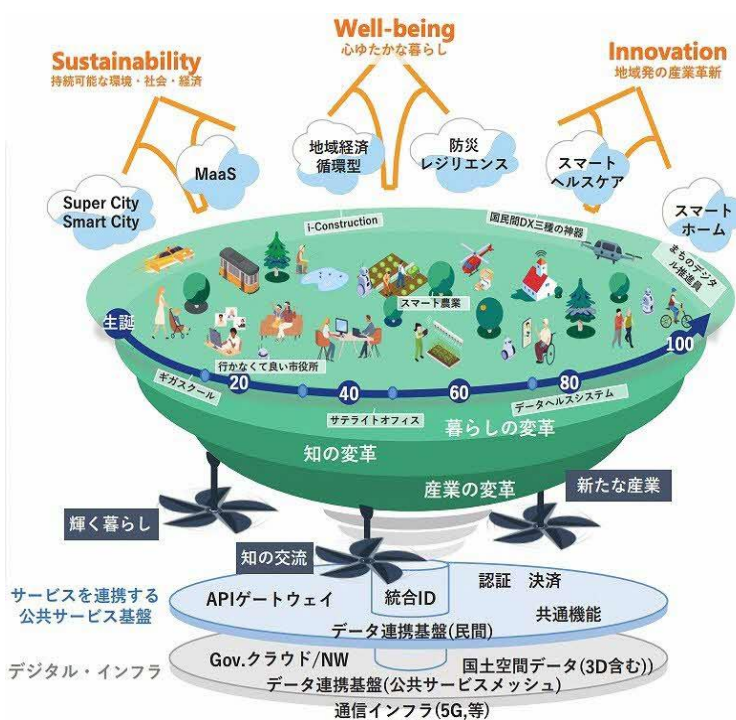 Well-being
心ゆたかな暮らし
Sustainability
持続可能な環境・社会・経済
Innovation
地域発の産業革新
Super City
Smart City
MaaS
地域経済
循環型
防災
レジリエンス
スマート
ヘルスケア
スマート
ホーム
i-Construction
国民間DX三種の神器
まちのデジタ
ル推進員
スマート農業
生誕
行かなくて良い市役所
ギガスクール
20
40
60
80
100
サテライトオフィス
データヘルスシステム
暮らしの変革
知の変革
産業の変革
新たな産業
輝く暮らし
知の交流
サービスを連携する
公共サービス基盤
APIゲートウェイ
統合ID
認証 決済
共通機能
データ連携基盤(民間)
デジタル・インフラ
Gov.クラウド/NW
国土空間データ(3D含む))
データ連携基盤(公共サービスメッシュ)
通信インフラ(5G,等)